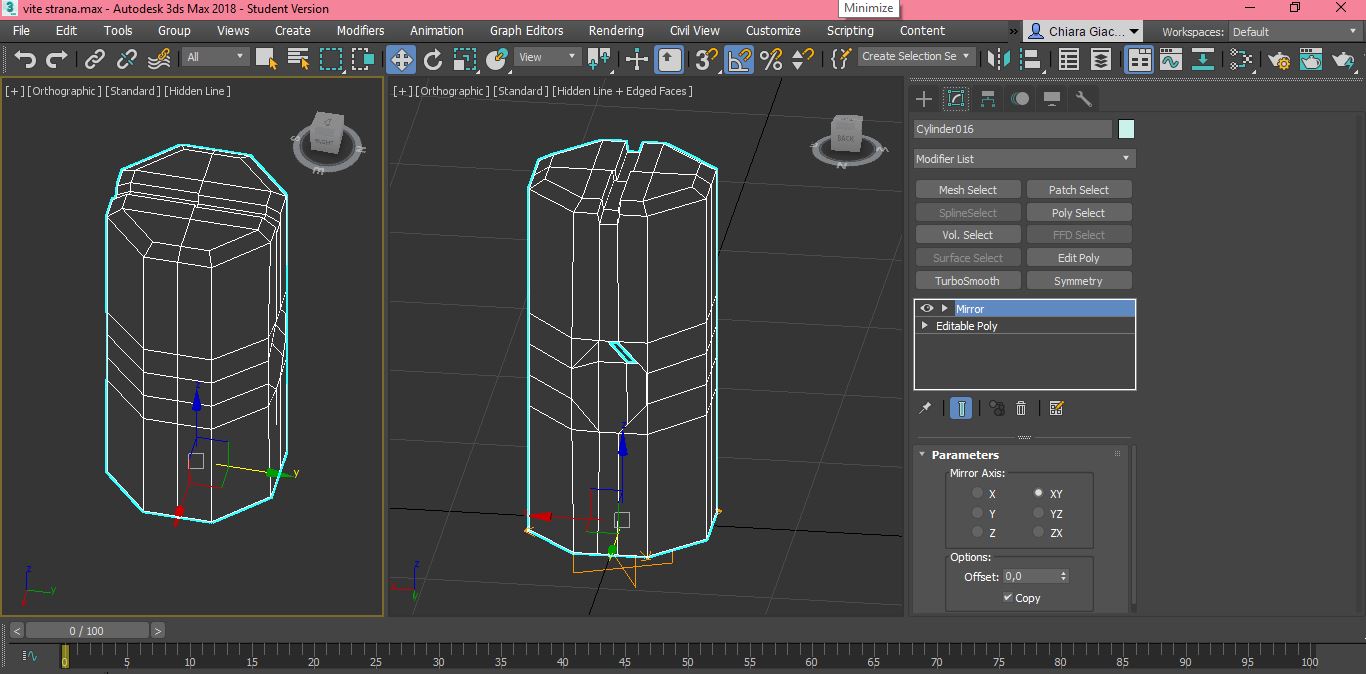 vite strana.max - Autodesk 3ds Max 2018 - Student Version
Minimize
File Edit Tools Group Views Create Modifiers Animation Graph Editors Rendering Civil View Customize Scripting Content » Chiara Giac... Workspaces: Default
All View 3 Create Selection Se
[+] [Orthographic] [Standard] [Hidden Line]
[+] [Orthographic] [Standard] [Hidden Line + Edged Faces]
RIGHT
BACK
Cylinder016
Modifier List
Mesh Select Patch Select
SplineSelect Poly Select
Vol. Select FFD Select
Surface Select Edit Poly
TurboSmooth Symmetry
Mirror
Editable Poly
Parameters
Mirror Axis:
X XY
Y YZ
Z ZX
Options:
Offset: 0,0
Copy
z
y
z
y
< 0 / 100 >
0 5 10 15 20 25 30 35 40 45 50 55 60 65 70 75 80 85 90 95 100